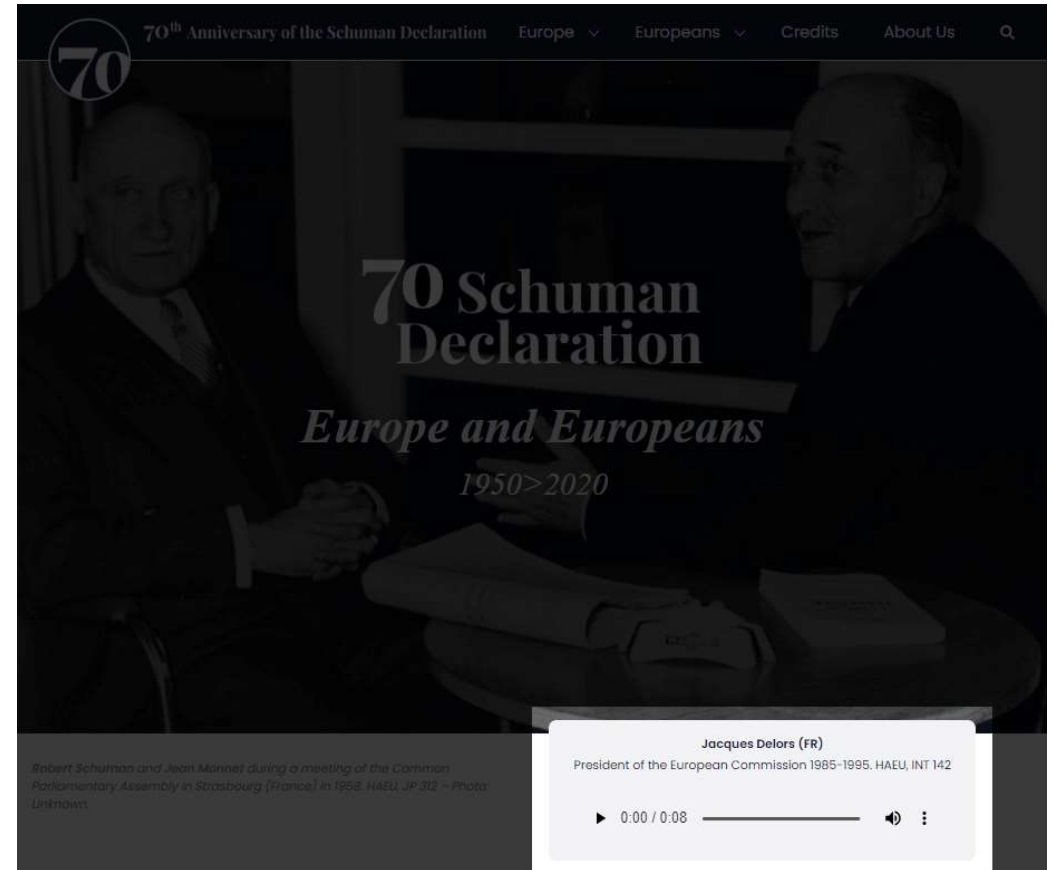 70th Anniversary of the Schuman Declaration
Europe
Europeans
Credits
About Us
70
70 Schuman
Declaration
Europe and Europeans
1950>2020
Robert Schuman and Jean Monnet during a meeting of the Common
Parliamentary Assembly in Strasbourg (France) in 1958. HAEU, JP 312 – Photo:
Unknown.
Jacques Delors (FR)
President of the European Commission 1985-1995. HAEU, INT 142
0:00 / 0:08